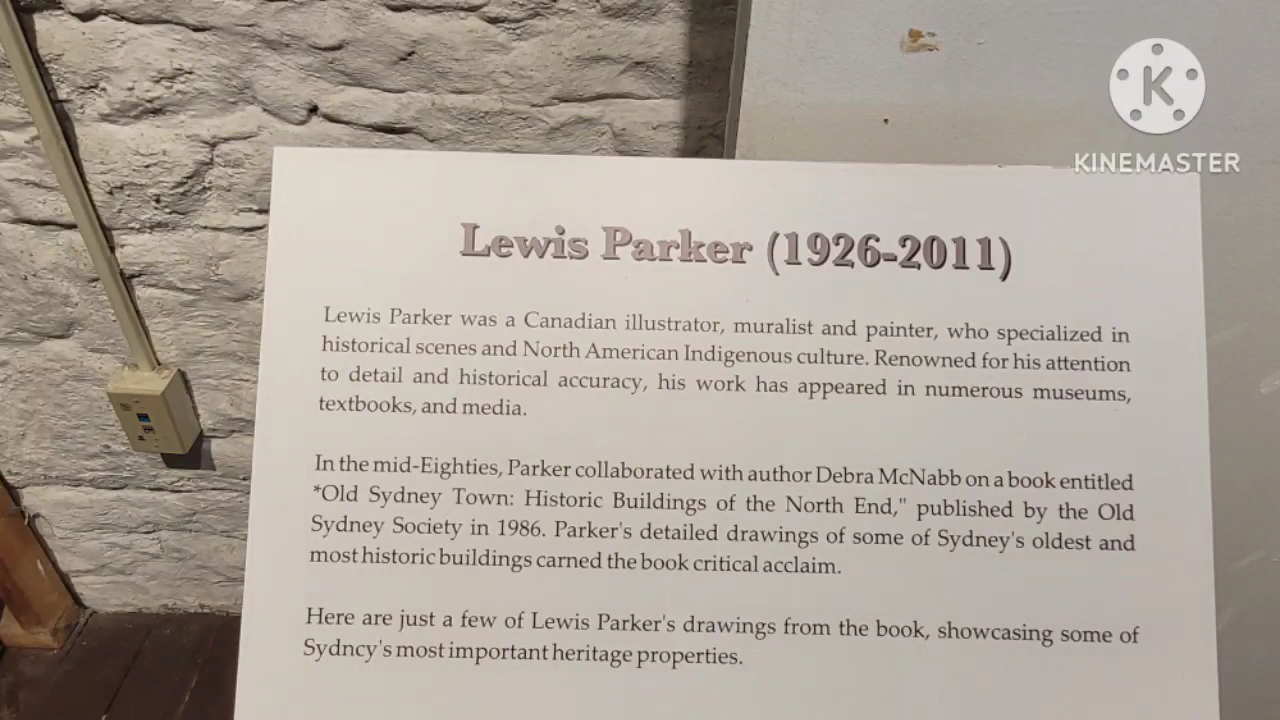 K
KINEMASTER
Lewis Parker (1926-2011)
Lewis Parker was a Canadian illustrator, muralist and painter, who specialized in
historical scenes and North American Indigenous culture. Renowned for his attention
to detail and historical accuracy, his work has appeared in numerous museums,
textbooks, and media.
In the mid-Eighties, Parker collaborated with author Debra McNabb on a book entitled
*Old Sydney Town: Historic Buildings of the North End," published by the Old
Sydney Society in 1986. Parker's detailed drawings of some of Sydney's oldest and
most historic buildings carned the book critical acclaim.
Here are just a few of Lewis Parker's drawings from the book, showcasing some of
Sydncy's most important heritage properties.